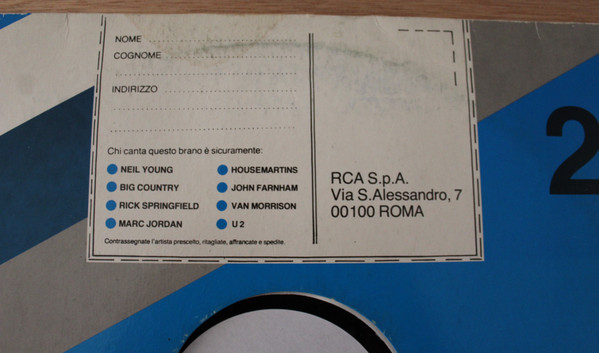 NOME
COGNOME
INDIRIZZO
Chi canta questo brano è sicuramente:
NEIL YOUNG
BIG COUNTRY
RICK SPRINGFIELD
MARC JORDAN
HOUSEMARTINS
JOHN FARNHAM
VAN MORRISON
U 2
Contrassegnate l'artista prescelto, ritagliate, affrancate e spedite.
RCA S.p.A.
Via S.Alessandro, 7
00100 ROMA
2